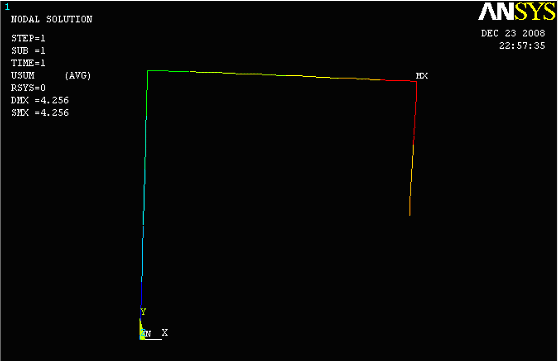 1
NODAL SOLUTION
ANSYS
DEC 23 2008
22:57:35
STEP=1
SUB =1
TIME=1
USUM (AVG)
RSYS=0
DMX =4.256
SMX =4.256
MX
Y
X